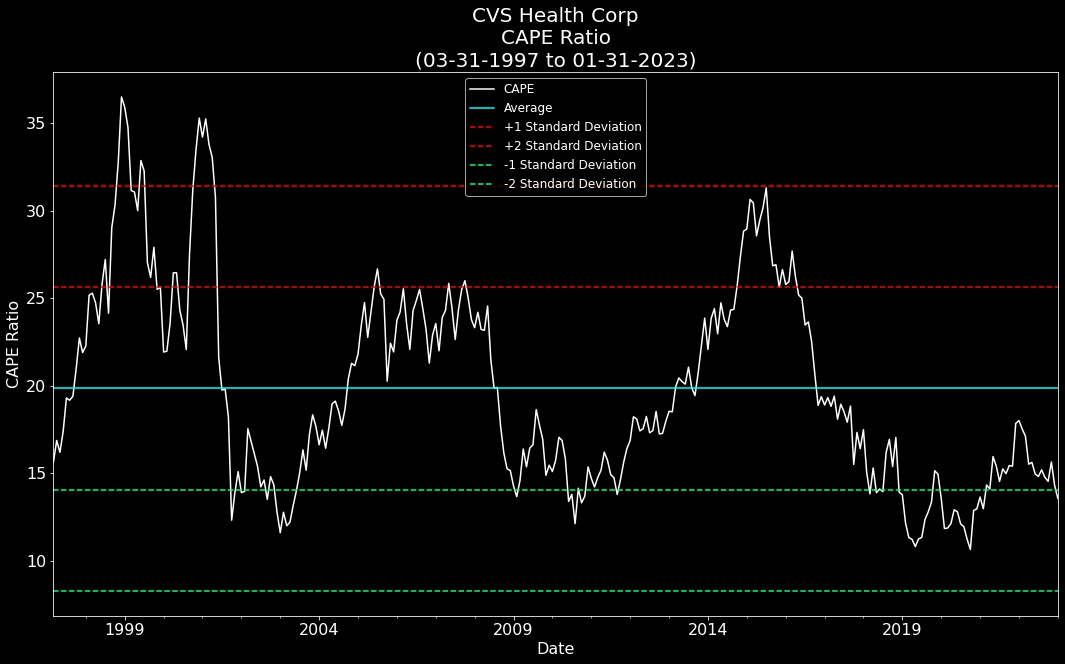 CVS Health Corp
CAPE Ratio
(03-31-1997 to 01-31-2023)
CAPE
Average
+1 Standard Deviation
+2 Standard Deviation
-1 Standard Deviation
-2 Standard Deviation
35
30
25
20
15
10
CAPE Ratio
1999
2004
2009
2014
2019
Date